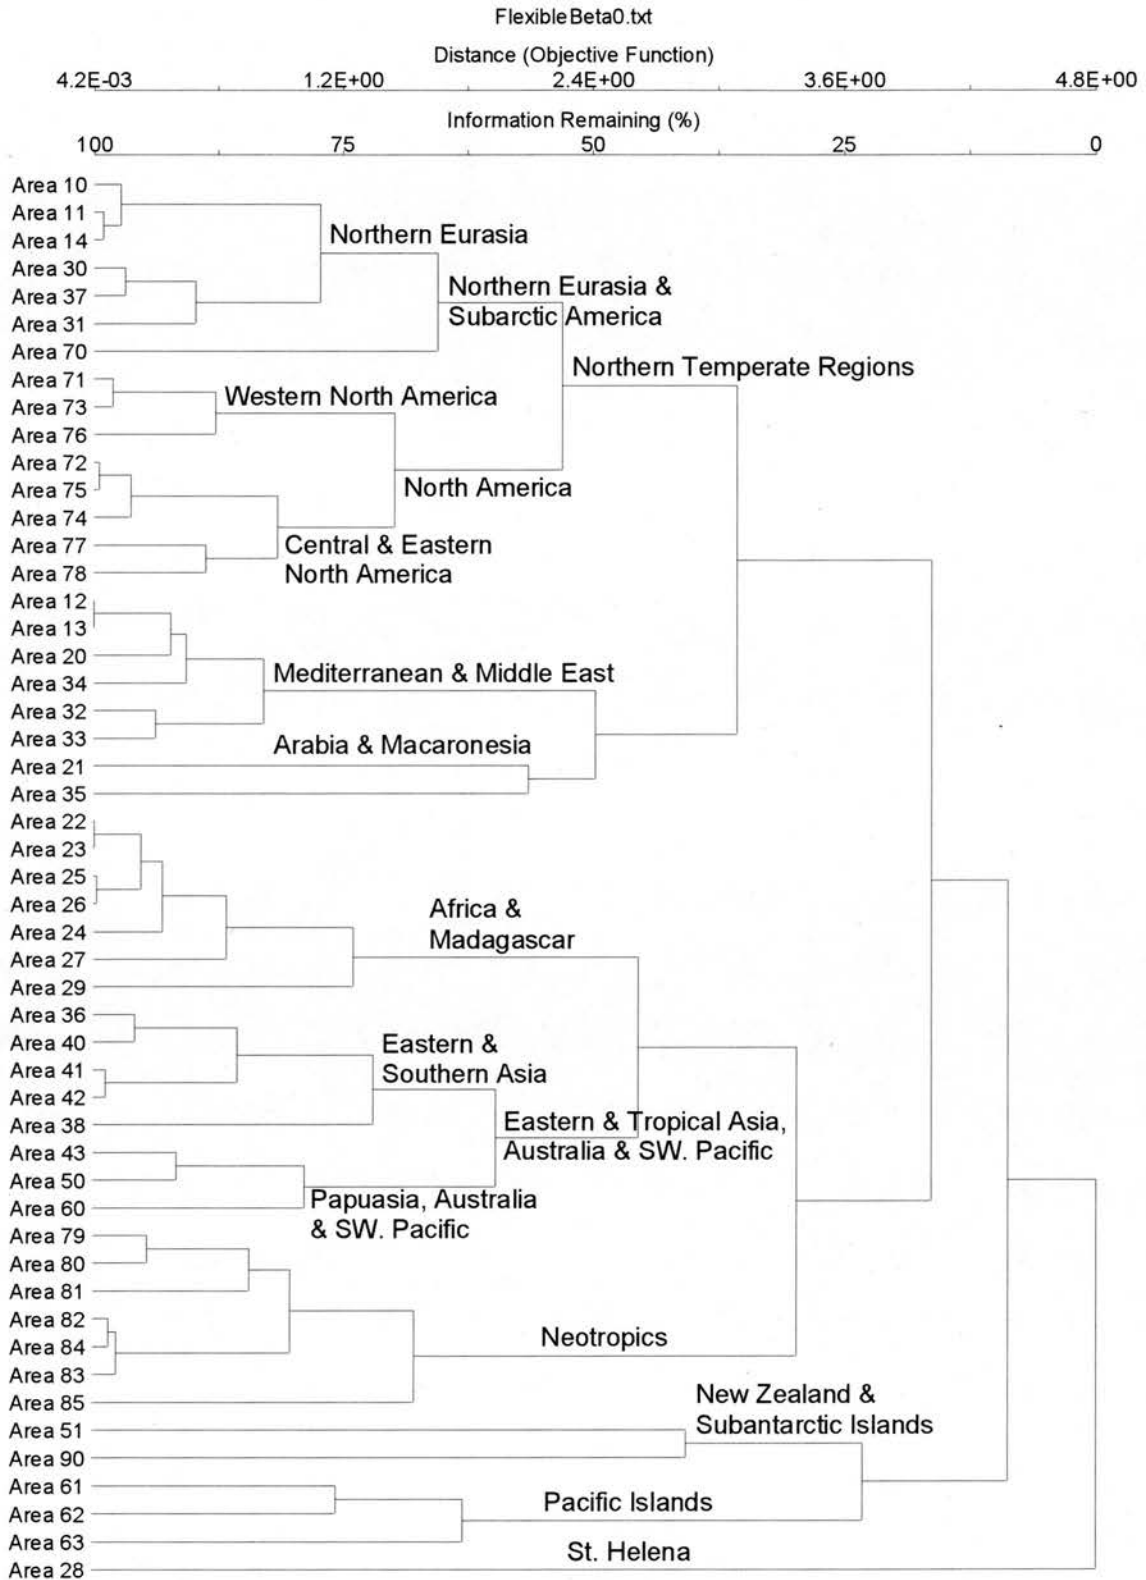 FlexibleBeta0.txt
Distance (Objective Function)
4.2E-03 1.2E+00 2.4E+00 3.6E+00 4.8E+00
Information Remaining (%)
100 75 50 25 0
Area 10
Area 11
Area 14
Northern Eurasia
Area 30
Area 37
Northern Eurasia &
Subarctic America
Area 31
Area 70
Northern Temperate Regions
Area 71
Western North America
Area 73
Area 76
Area 72
Area 75
North America
Area 74
Area 77
Central & Eastern
North America
Area 78
Area 12
Area 13
Area 20
Mediterranean & Middle East
Area 34
Area 32
Area 33
Arabia & Macaronesia
Area 21
Area 35
Area 22
Area 23
Area 25
Area 26
Africa &
Madagascar
Area 24
Area 27
Area 29
Area 36
Area 40
Eastern &
Southern Asia
Area 41
Area 42
Area 38
Eastern & Tropical Asia,
Australia & SW. Pacific
Area 43
Area 50
Papuasia, Australia
& SW. Pacific
Area 60
Area 79
Area 80
Area 81
Area 82
Neotropics
Area 84
Area 83
Area 85
New Zealand &
Subantarctic Islands
Area 51
Area 90
Area 61
Pacific Islands
Area 62
Area 63
St. Helena
Area 28